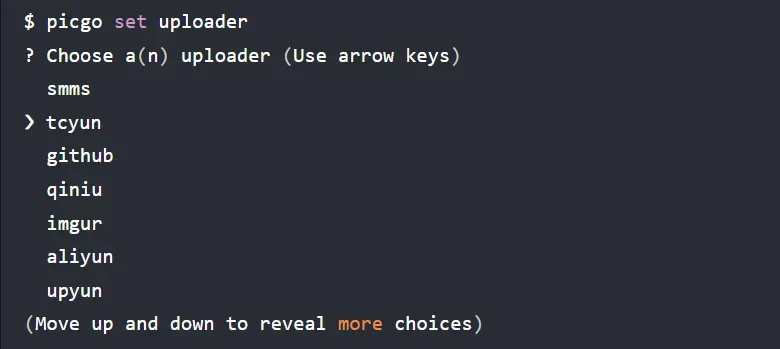 $ picgo set uploader
? Choose a(n) uploader (Use arrow keys)
smms
❯ tcyun
github
qiniu
imgur
aliyun
upyun
(Move up and down to reveal more choices)